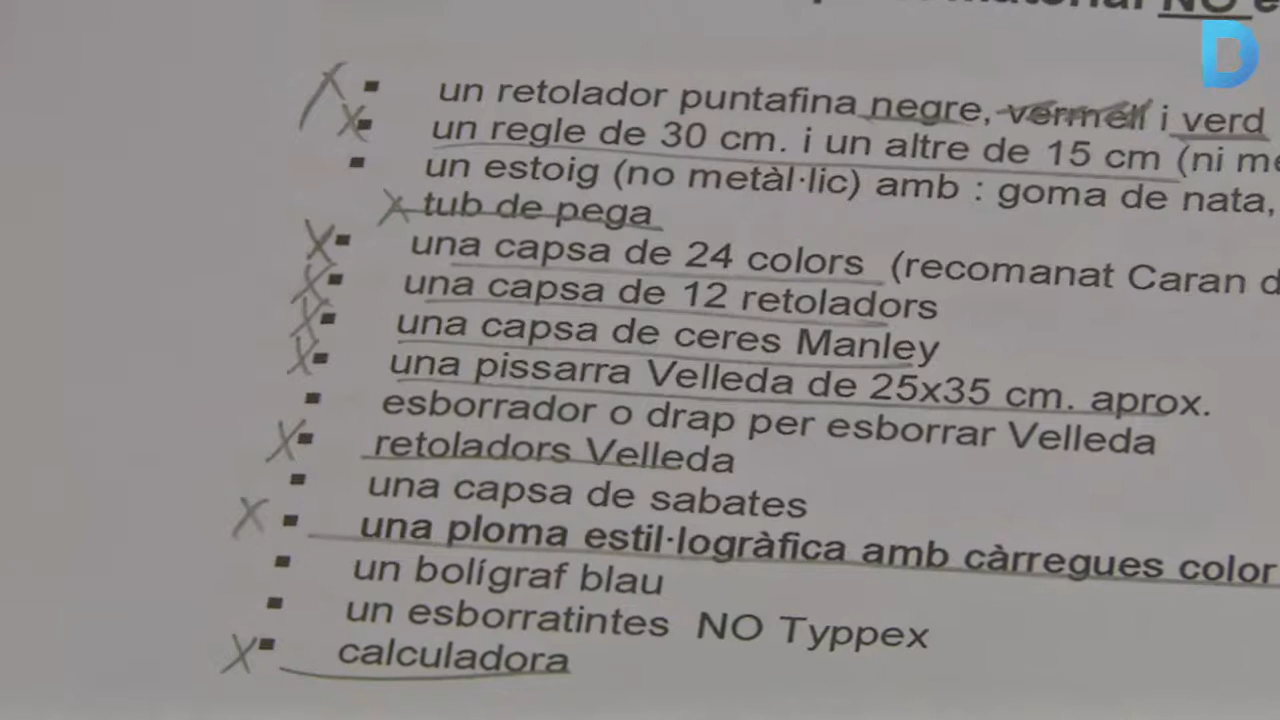 material NO e
un retolador puntafina negre, vermell i verd
un regle de 30 cm. i un altre de 15 cm (ni me
un estoig (no metàl·lic) amb : goma de nata,
tub de pega
una capsa de 24 colors (recomanat Caran d
una capsa de 12 retoladors
una capsa de ceres Manley
una pissarra Velleda de 25x35 cm. aprox.
esborrador o drap per esborrar Velleda
retoladors Velleda
una capsa de sabates
una ploma estil·logràfica amb càrregues color
un bolígraf blau
un esborratintes NO Typpex
calculadora